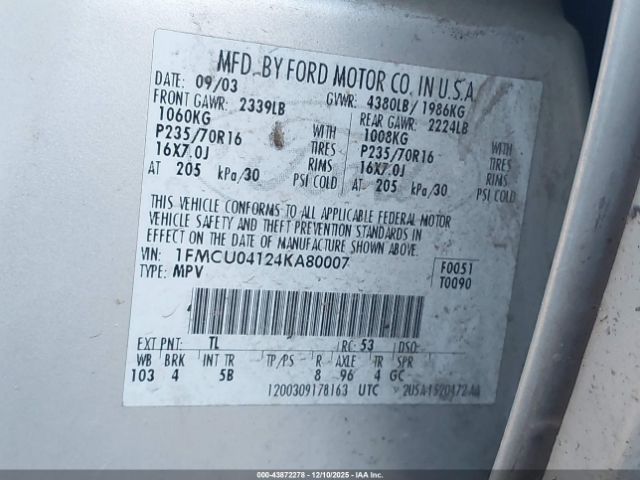 MFD. BY FORD MOTOR CO. IN U.S.A.
DATE: 09/03 GVWR: 4380LB/ 1986KG
FRONT GAWR: 2339LB REAR GAWR: 2224LB
1060KG WITH 1008KG WITH
P235/70R16 TIRES P235/70R16 TIRES
16X7.0J RIMS 16X7.0J RIMS
AT 205 kPa/30 PSI COLD AT 205 kPa/30 PSI COLD
THIS VEHICLE CONFORMS TO ALL APPLICABLE FEDERAL MOTOR
VEHICLE SAFETY AND THEFT PREVENTION STANDARDS IN
EFFECT ON THE DATE OF MANUFACTURE SHOWN ABOVE.
VIN: 1FMCU04124KA80007 F0051
TYPE: MPV T0090
EXT PNT: TL RC: 53 DSO:
WB BRK INT TR TP/PS R AXLE TR SPR
103 4 5B 8 96 4 GC
1200309178163 UTC
000-43872278 - 12/10/2025 - IAA Inc.